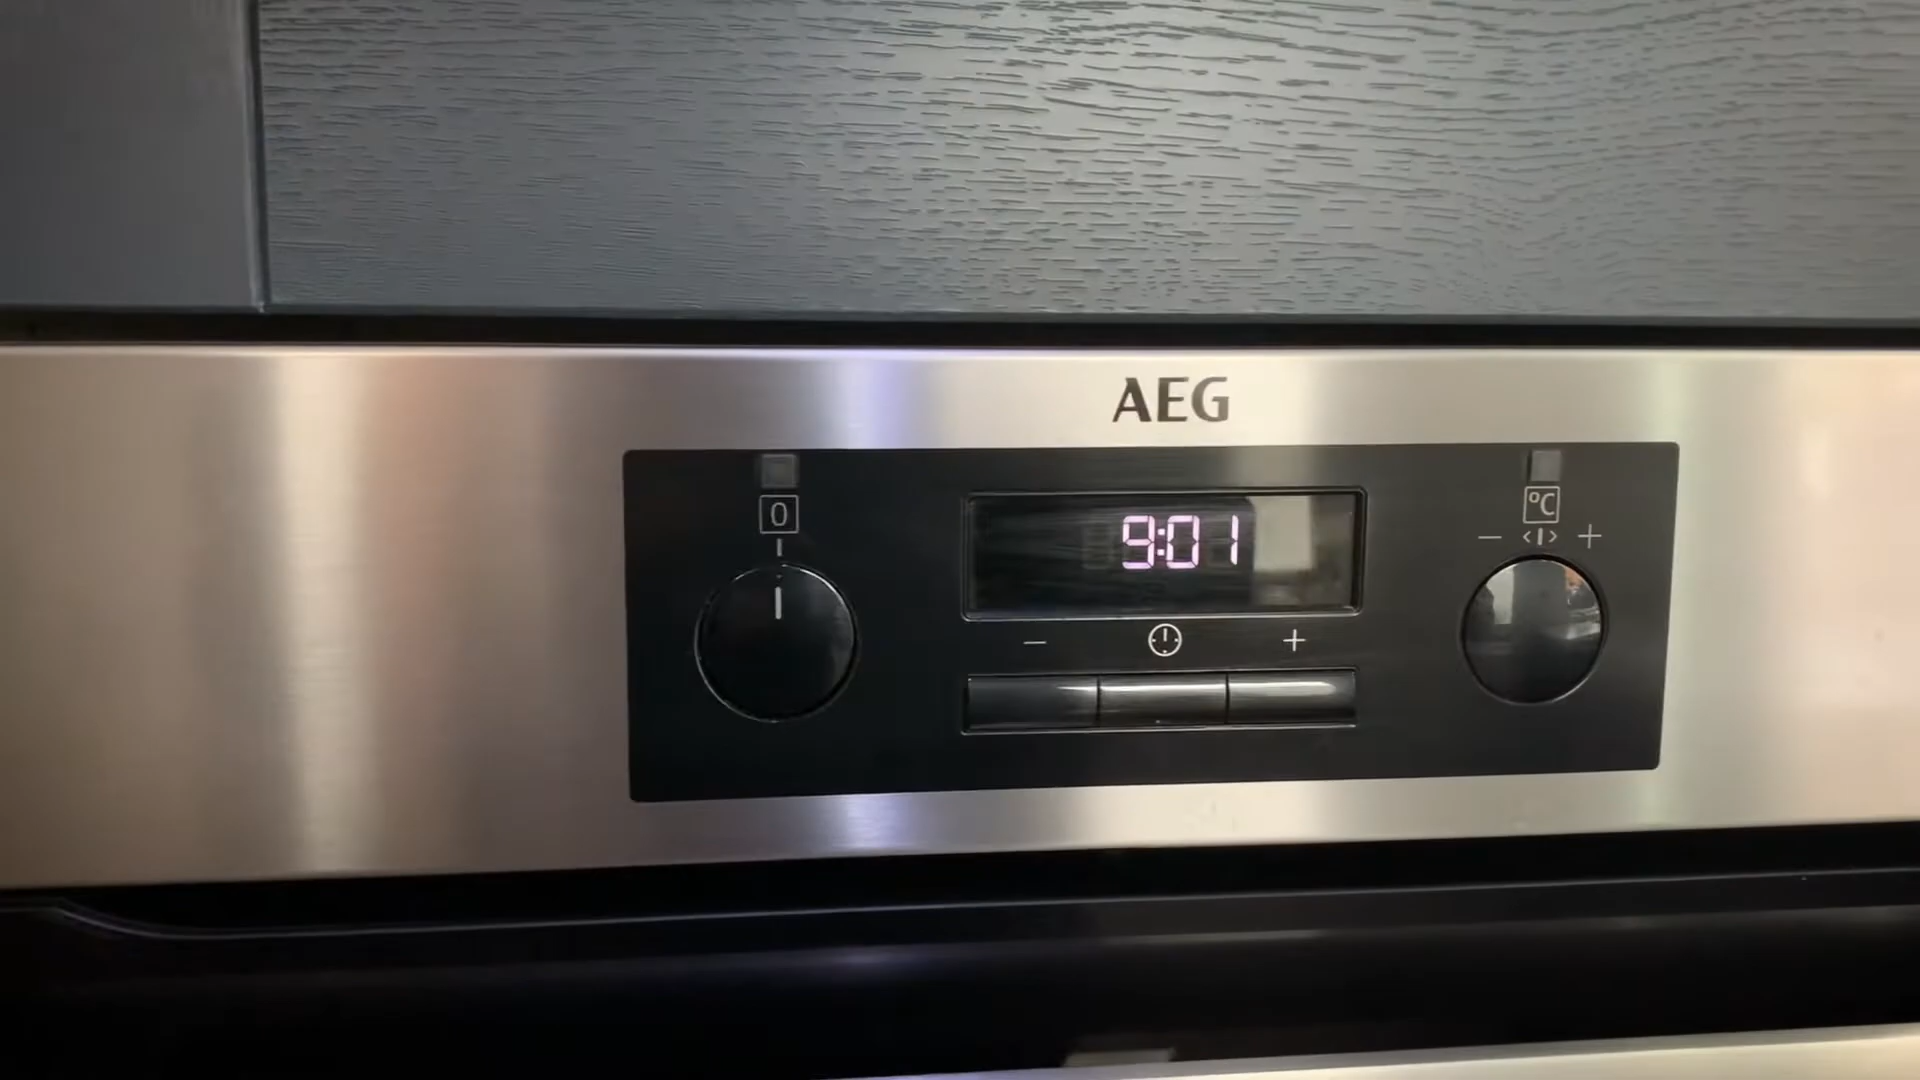 AEG
0
9:01
°C
− <|> +
− +